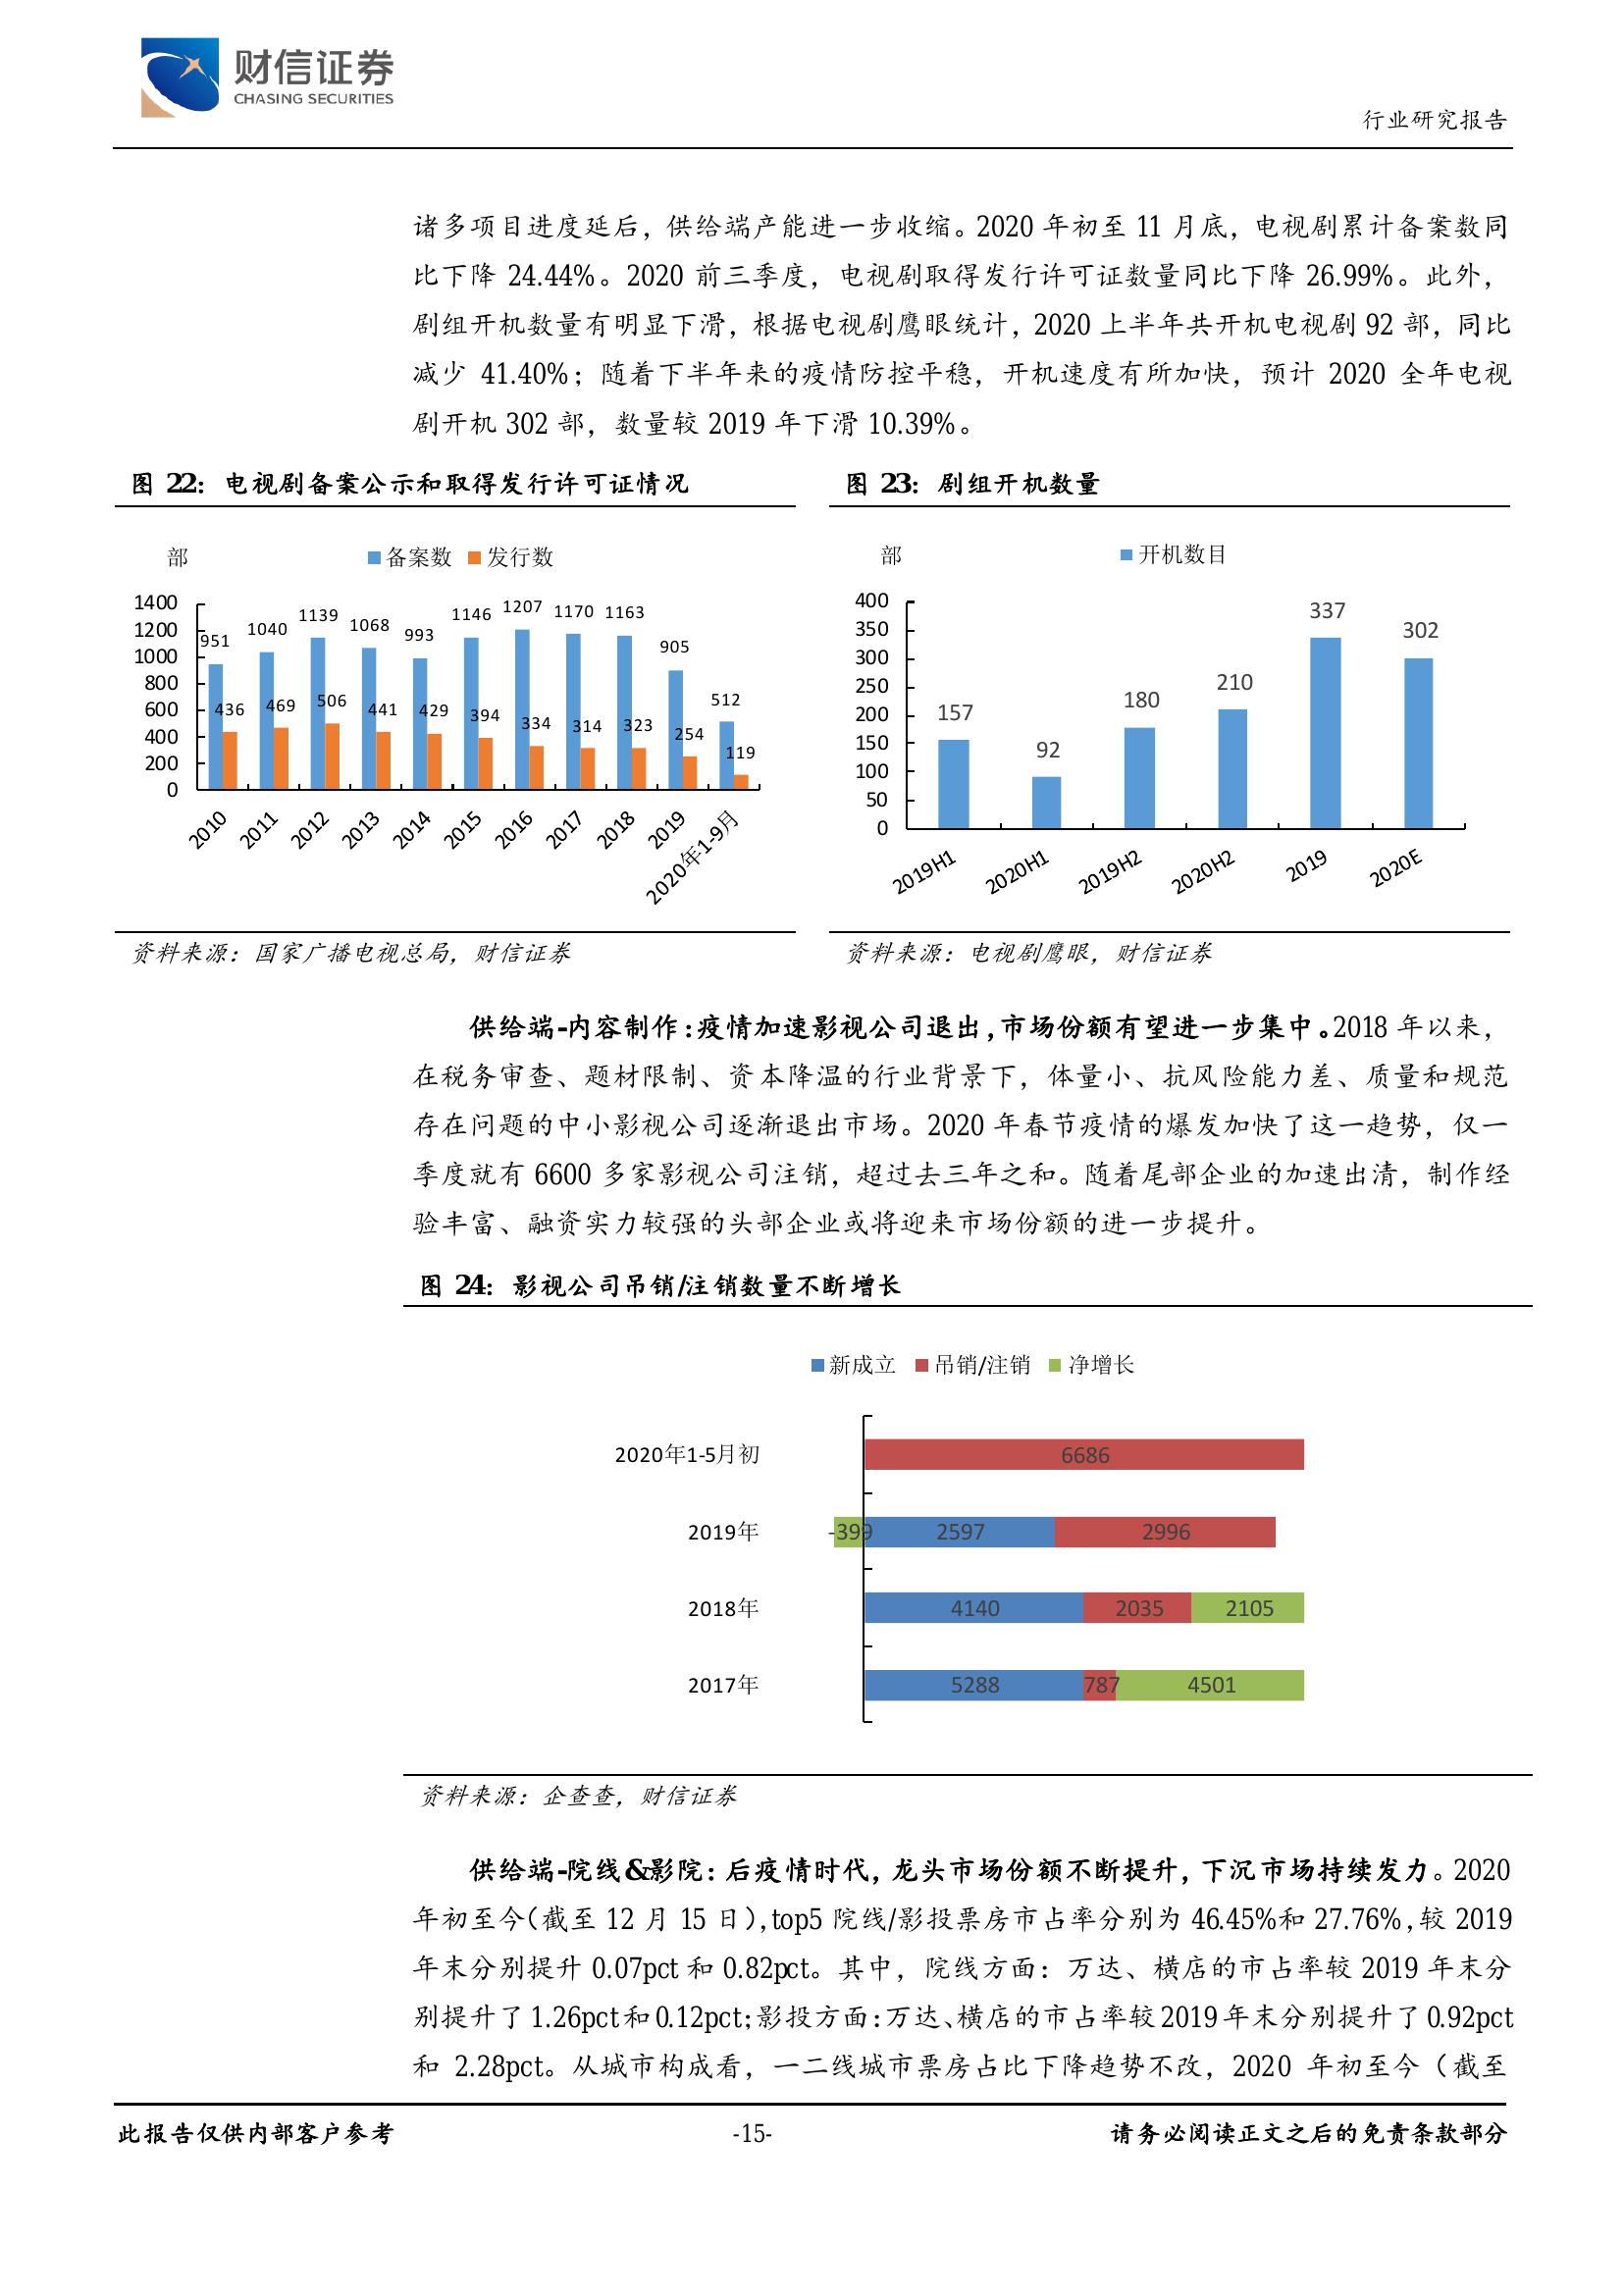 财信证券
CHASING SECURITIES
行业研究报告
诸多项目进度延后，供给端产能进一步收缩。2020 年初至 11 月底，电视剧累计备案数同
比下降 24.44%。2020 前三季度，电视剧取得发行许可证数量同比下降 26.99%。此外，
剧组开机数量有明显下滑，根据电视剧鹰眼统计，2020 上半年共开机电视剧 92 部，同比
减少 41.40%；随着下半年来的疫情防控平稳，开机速度有所加快，预计 2020 全年电视
剧开机 302 部，数量较 2019 年下滑 10.39%。
图 22：电视剧备案公示和取得发行许可证情况
部
备案数 发行数
1400
1200
1000
800
600
400
200
0
951 1040 1139 1068 993 1146 1207 1170 1163 905 512
436 469 506 441 429 394 334 314 323 254 119
2010 2011 2012 2013 2014 2015 2016 2017 2018 2019 2020年1-9月
资料来源：国家广播电视总局，财信证券
图 23：剧组开机数量
部
开机数目
400
350
300
250
200
150
100
50
0
157 92 180 210 337 302
2019H1 2020H1 2019H2 2020H2 2019 2020E
资料来源：电视剧鹰眼，财信证券
供给端-内容制作：疫情加速影视公司退出，市场份额有望进一步集中。2018 年以来，
在税务审查、题材限制、资本降温的行业背景下，体量小、抗风险能力差、质量和规范
存在问题的中小影视公司逐渐退出市场。2020 年春节疫情的爆发加快了这一趋势，仅一
季度就有 6600 多家影视公司注销，超过去三年之和。随着尾部企业的加速出清，制作经
验丰富、融资实力较强的头部企业或将迎来市场份额的进一步提升。
图 24：影视公司吊销/注销数量不断增长
新成立 吊销/注销 净增长
2020年1-5月初 6686
2019年 -399 2597 2996
2018年 4140 2035 2105
2017年 5288 787 4501
资料来源：企查查，财信证券
供给端-院线&影院：后疫情时代，龙头市场份额不断提升，下沉市场持续发力。2020
年初至今（截至 12 月 15 日），top5 院线/影投票房市占率分别为 46.45%和 27.76%，较 2019
年末分别提升 0.07pct 和 0.82pct。其中，院线方面：万达、横店的市占率较 2019 年末分
别提升了 1.26pct 和 0.12pct；影投方面：万达、横店的市占率较 2019 年末分别提升了 0.92pct
和 2.28pct。从城市构成看，一二线城市票房占比下降趋势不改，2020 年初至今（截至
此报告仅供内部客户参考
-15-
请务必阅读正文之后的免责条款部分